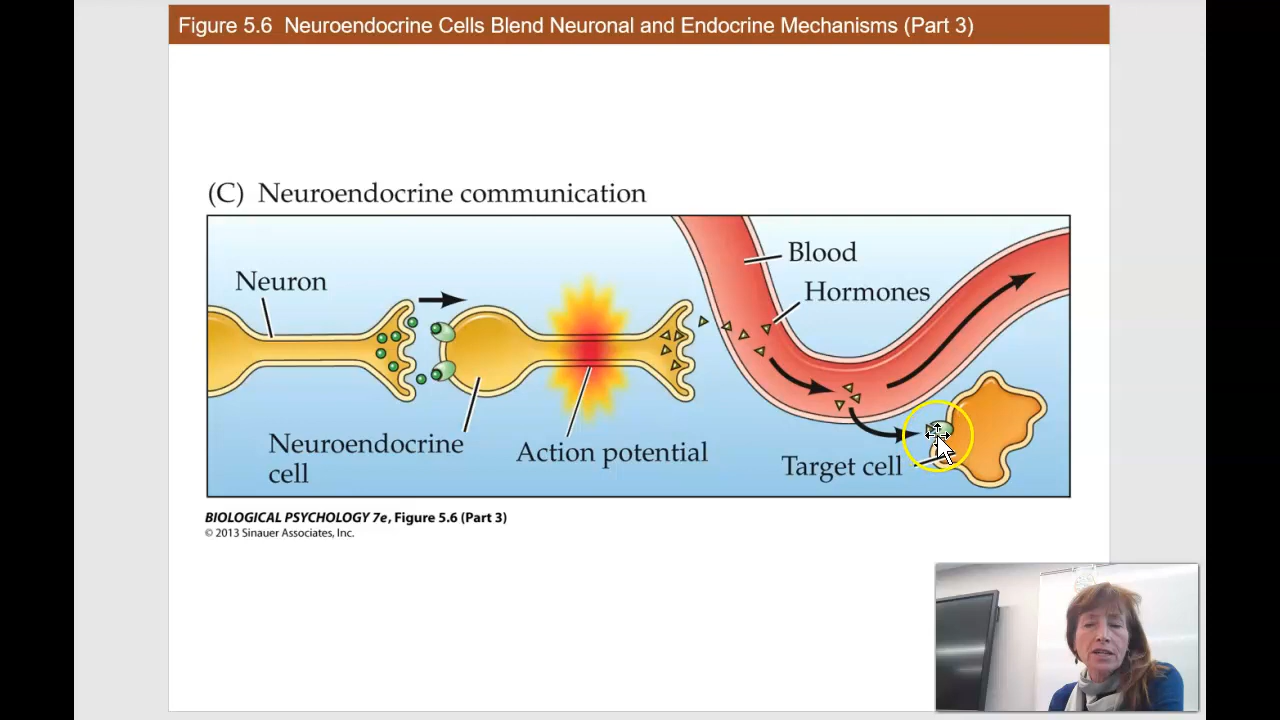 Figure 5.6 Neuroendocrine Cells Blend Neuronal and Endocrine Mechanisms (Part 3)
(C) Neuroendocrine communication
Blood
Neuron
Hormones
Neuroendocrine
cell
Action potential
Target cell
BIOLOGICAL PSYCHOLOGY 7e, Figure 5.6 (Part 3)
© 2013 Sinauer Associates, Inc.